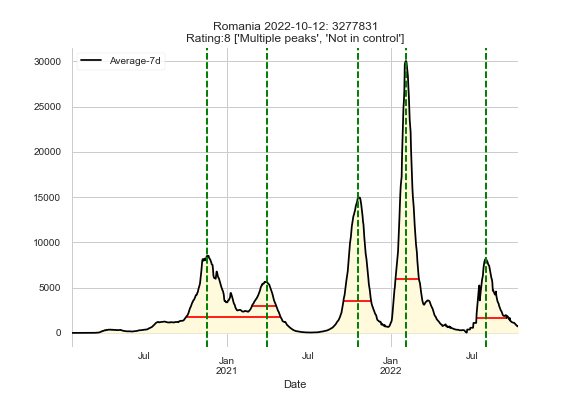 Romania 2022-10-12: 3277831
Rating:8 ['Multiple peaks', 'Not in control']
Average-7d
30000
25000
20000
15000
10000
5000
0
Jul
Jan
2021
Jul
Jan
2022
Jul
Date